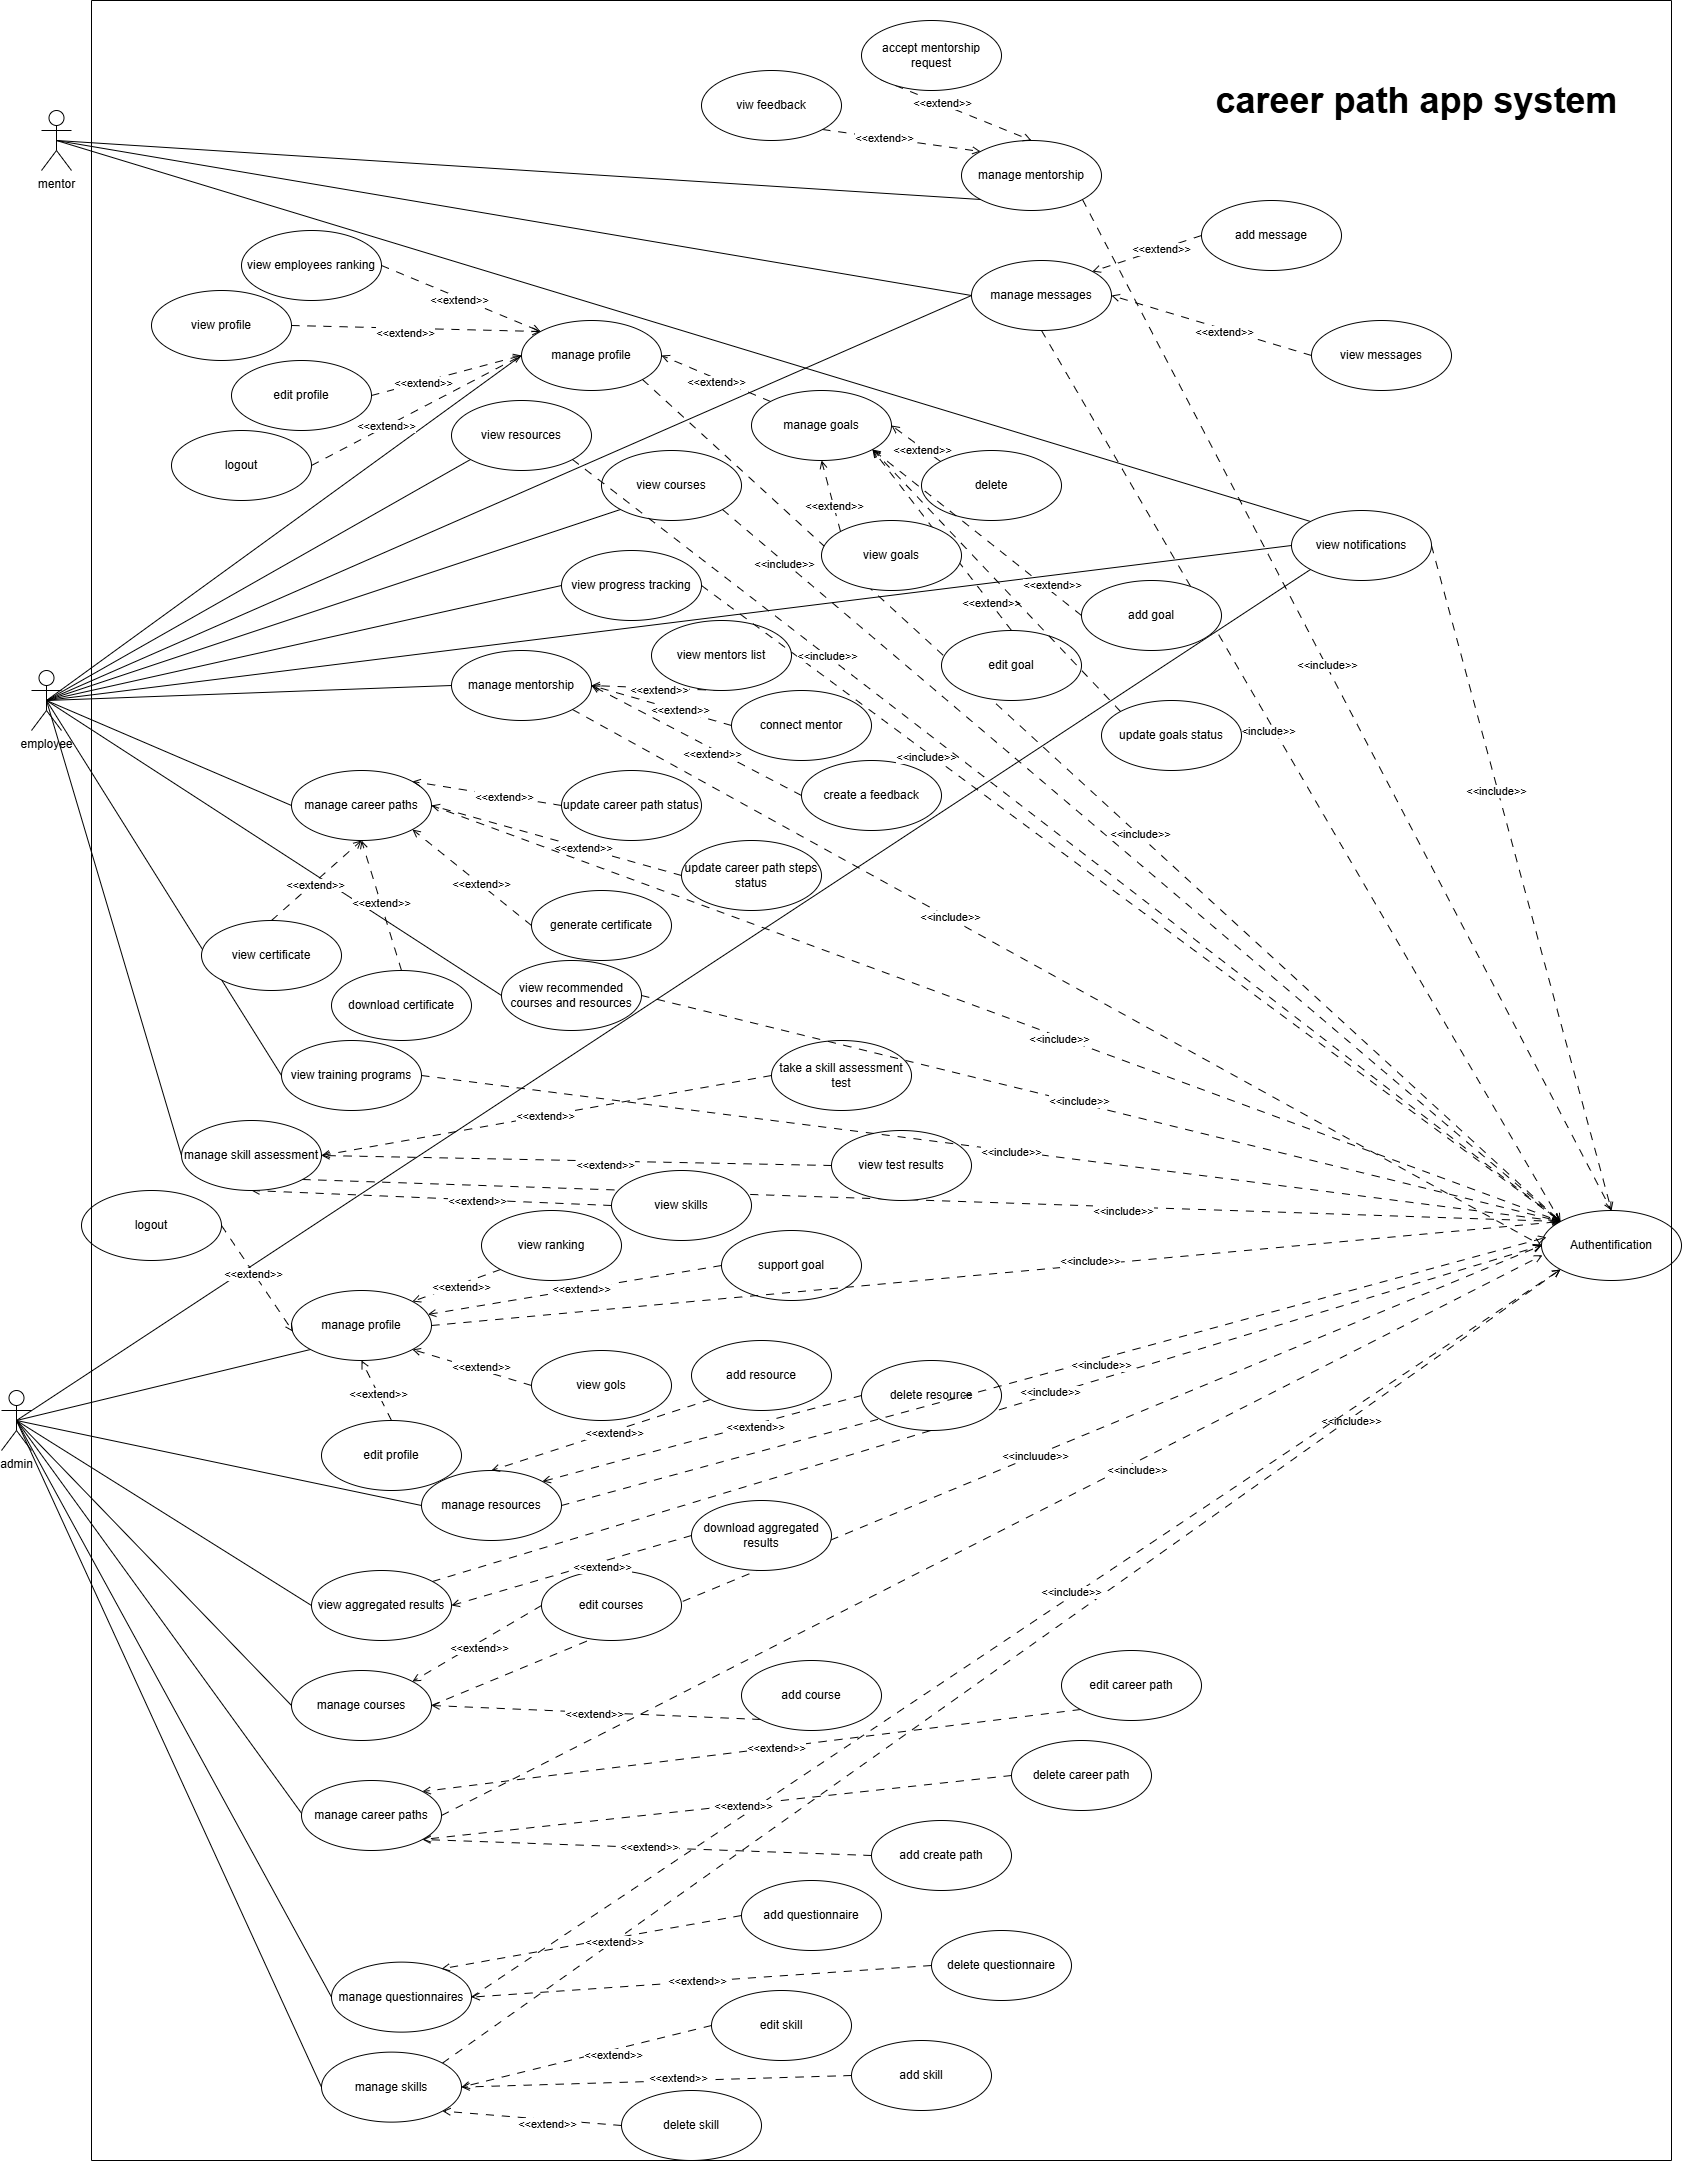 accept mentorship
request
career path app system
viw feedback
<<extend>>
<<extend>>
manage mentorship
mentor
add message
<<extend>>
view employees ranking
manage messages
<<extend>>
view profile
<<extend>>
<<extend>>
manage profile
view messages
<<extend>>
<<extend>>
edit profile
manage goals
<<extend>>
view resources
<<extend>>
logout
view courses
delete
<<extend>>
view notifications
view goals
<<include>>
view progress tracking
<<extend>>
<<extend>>
add goal
view mentors list
<<include>>
edit goal
<<include>>
manage mentorship
<<extend>>
<<extend>>
connect mentor
employee
<<extend>>
<<include>>
update goals status
<include>>
<<include>>
create a feedback
<<extend>>
manage career paths
update career path status
<<include>>
<<extend>>
update career path steps
status
<<extend>>
<<extend>>
<<extend>>
<<include>>
generate certificate
view certificate
view recommended
courses and resources
download certificate
<<include>>
take a skill assessment
test
view training programs
<<include>>
<<extend>>
manage skill assessment
<<include>>
<<extend>>
view test results
<<extend>>
view skills
<<include>>
logout
view ranking
Authentification
<<extend>>
support goal
<<include>>
<<extend>>
<<extend>>
manage profile
<<extend>>
view gols
add resource
<<include>>
<<extend>>
delete resource
<<include>>
<<extend>>
<<extend>>
<<include>>
edit profile
admin
<<incluude>>
<<include>>
manage resources
download aggregated
results
<<extend>>
<<include>>
view aggregated results
edit courses
<<extend>>
manage courses
<<extend>>
add course
edit career path
<<extend>>
delete career path
<<extend>>
manage career paths
<<extend>>
add create path
add questionnaire
<<extend>>
delete questionnaire
<<extend>>
manage questionnaires
edit skill
<<extend>>
add skill
<<extend>>
manage skills
<<extend>>
delete skill